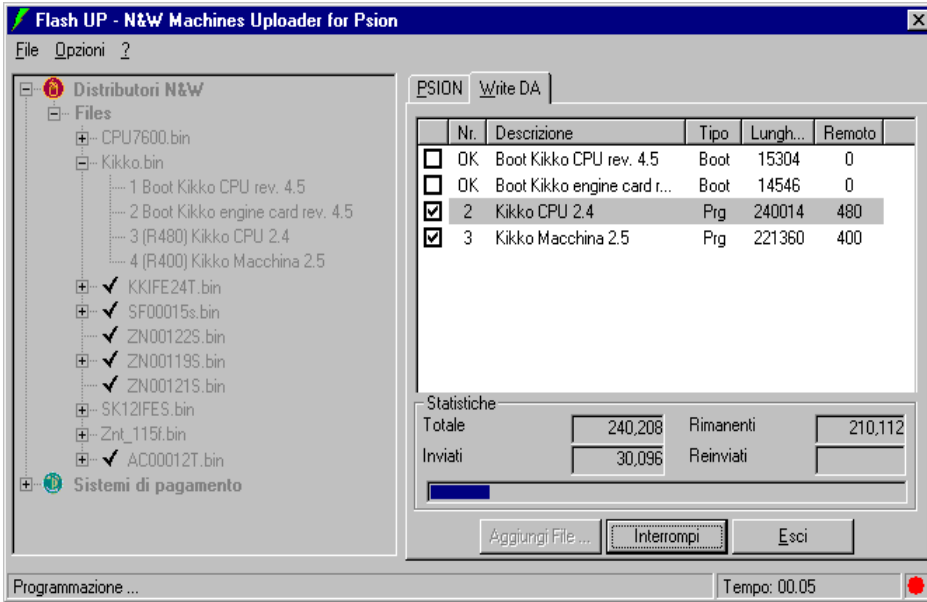 Flash UP - N&W Machines Uploader for Psion
File Opzioni ?
Distributori N&W
Files
CPU7600.bin
Kikko.bin
1 Boot Kikko CPU rev. 4.5
2 Boot Kikko engine card rev. 4.5
3 (R480) Kikko CPU 2.4
4 (R400) Kikko Macchina 2.5
KKIFE24T.bin
SF00015s.bin
ZN00122S.bin
ZN00119S.bin
ZN00121S.bin
SK12IFES.bin
Znt_115f.bin
AC00012T.bin
Sistemi di pagamento
PSION Write DA
Nr. Descrizione Tipo Lungh... Remoto
OK Boot Kikko CPU rev. 4.5 Boot 15304 0
OK Boot Kikko engine card r... Boot 14546 0
2 Kikko CPU 2.4 Prg 240014 480
3 Kikko Macchina 2.5 Prg 221360 400
Statistiche
Totale 240,208 Rimanenti 210,112
Inviati 30,096 Reinviati
Aggiungi File ... Interrompi Esci
Programmazione ... Tempo: 00.05